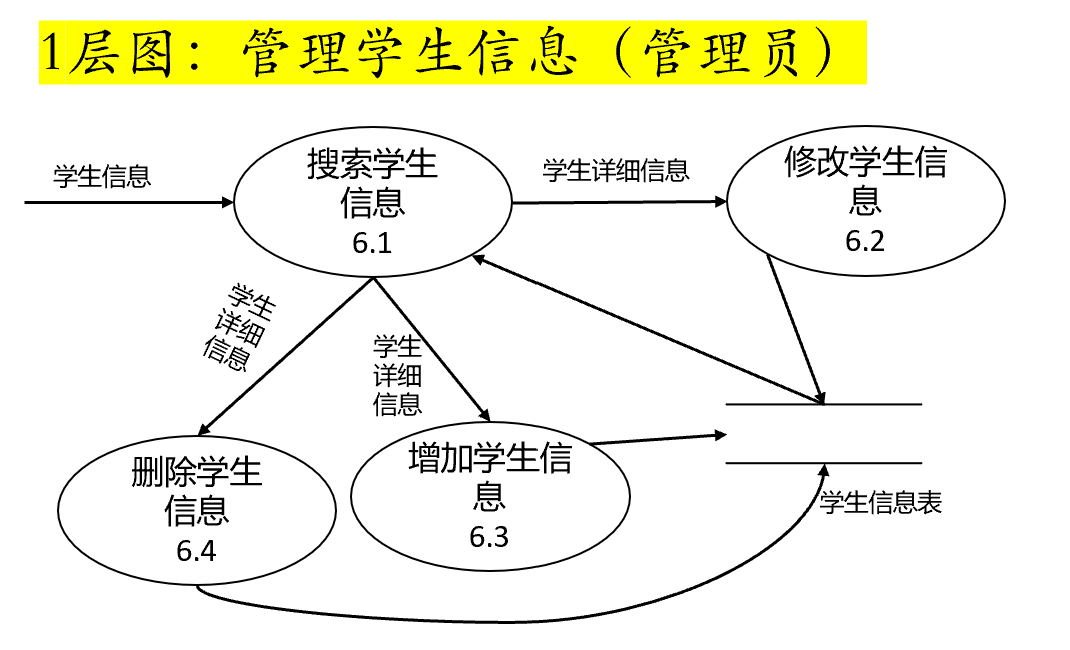 1层图：管理学生信息（管理员）
学生信息
搜索学生
信息
6.1
学生详细信息
修改学生信
息
6.2
学生
详细
信息
学生
详细
信息
删除学生
信息
6.4
增加学生信
息
6.3
学生信息表